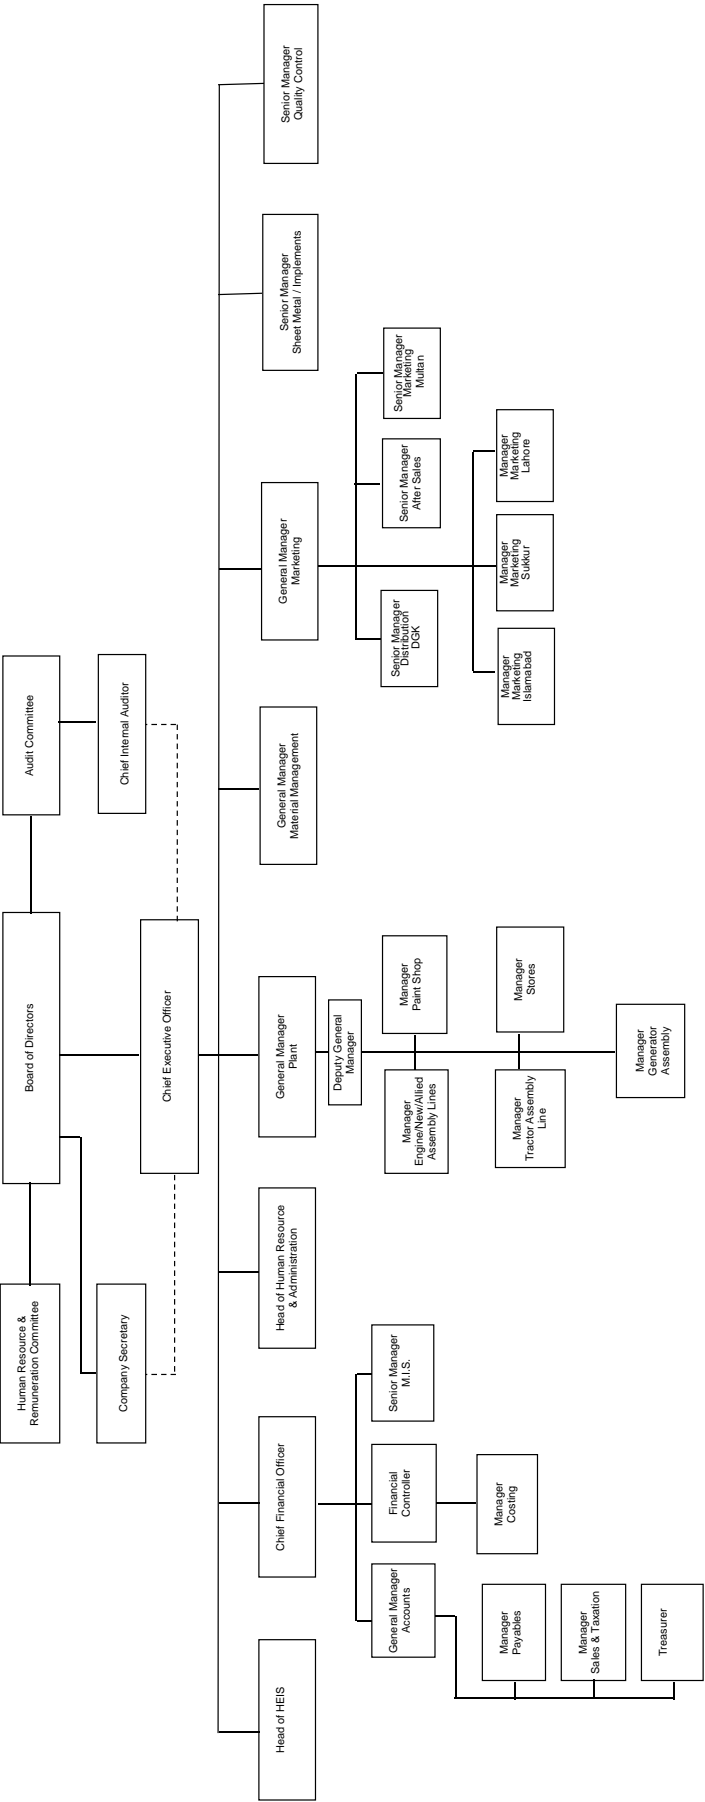 Human Resource &
Remuneration Committee
Board of Directors
Audit Committee
Company Secretary
Chief Internal Auditor
Chief Executive Officer
Head of HEIS
Chief Financial Officer
Head of Human Resource
& Administration
General Manager
Plant
General Manager
Material Management
General Manager
Marketing
Senior Manager
Sheet Metal / Implements
Senior Manager
Quality Control
Deputy General
Manager
General Manager
Accounts
Financial
Controller
Senior Manager
M.I.S.
Manager
Engine/New/Allied
Assembly Lines
Manager
Paint Shop
Senior Manager
Distribution
DGK
Senior Manager
After Sales
Senior Manager
Marketing
Multan
Manager
Payables
Manager
Costing
Manager
Tractor Assembly
Line
Manager
Stores
Manager
Marketing
Islamabad
Manager
Marketing
Sukkur
Manager
Marketing
Lahore
Manager
Sales & Taxation
Manager
Generator
Assembly
Treasurer